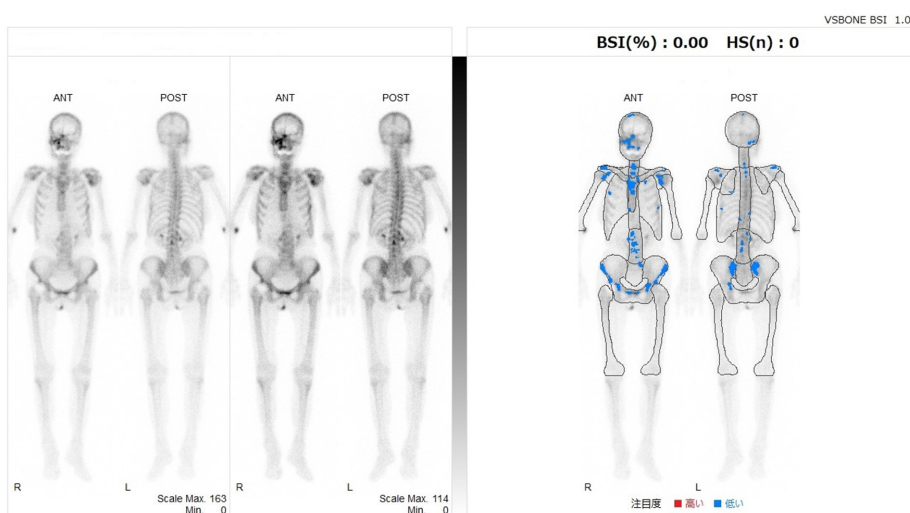 VSBONE BSI 1.0
BSI(%) : 0.00 HS(n) : 0
ANT POST ANT POST ANT POST
R L R L R L
Scale Max. 163 Scale Max. 114
Min. 0 Min. 0
注目度 高い 低い